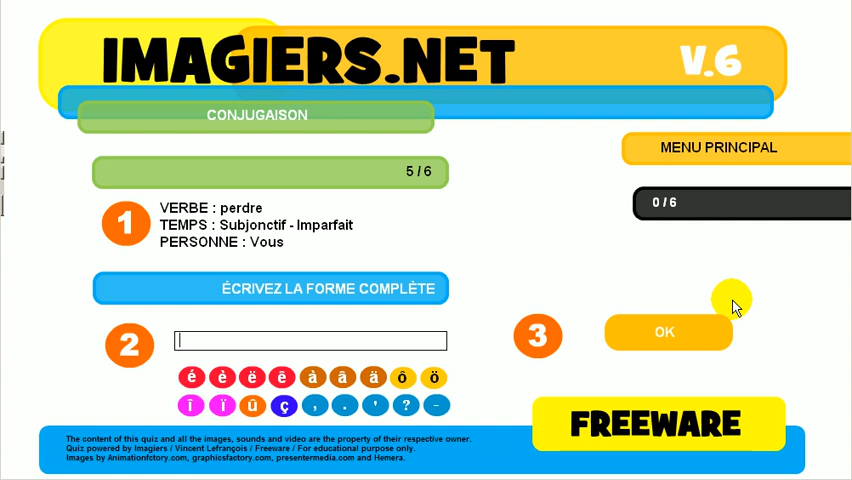 IMAGIERS.NET
V.6
CONJUGAISON
MENU PRINCIPAL
5 / 6
0 / 6
1
VERBE : perdre
TEMPS : Subjonctif - Imparfait
PERSONNE : Vous
ÉCRIVEZ LA FORME COMPLÈTE
2
3
OK
é è ë ê à â ä ô ö
î ï û ç , . ' ? -
FREEWARE
The content of this quiz and all the images, sounds and video are the property of their respective owner.
Quiz powered by Imagiers / Vincent Lefrançois / Freeware / For educational purpose only.
Images by Animationfctory.com, graphicsfactory.com, presentermedia.com and Hemera.